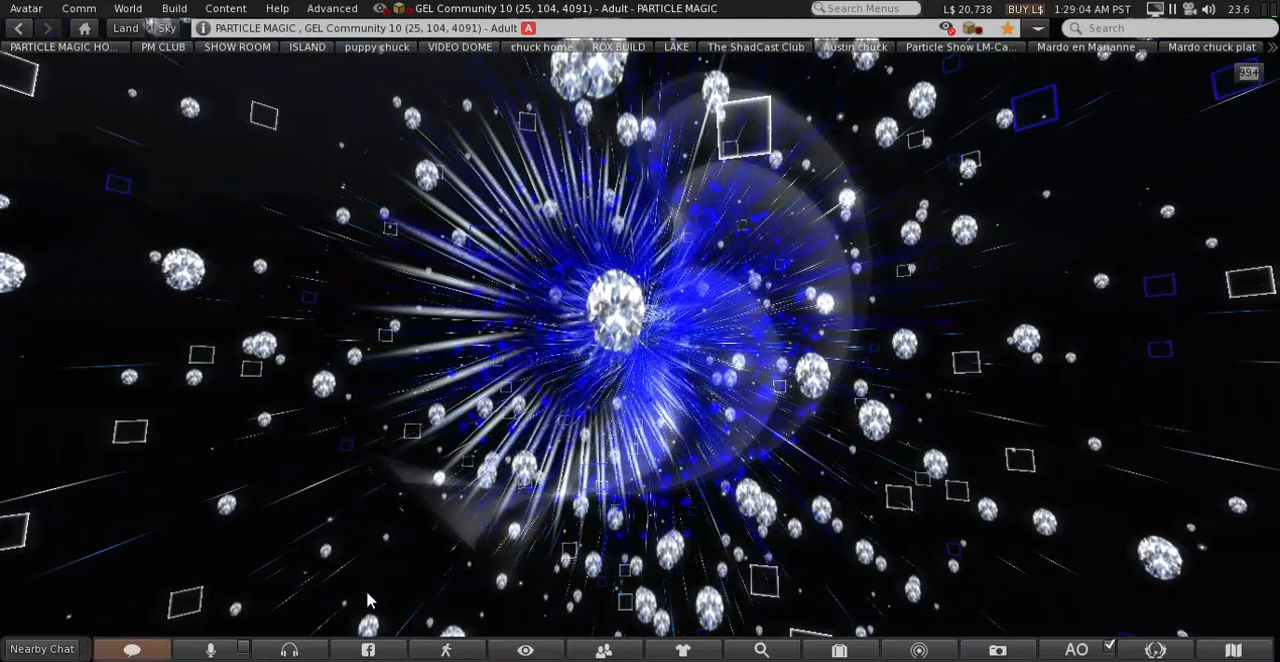 Avatar Comm World Build Content Help Advanced GEL Community 10 (25, 104, 4091) - Adult - PARTICLE MAGIC Search Menus L$ 20,738 BUY L$ 1:29:04 AM PST 23.6
Land Sky PARTICLE MAGIC , GEL Community 10 (25, 104, 4091) - Adult A Search
PARTICLE MAGIC HO... PM CLUB SHOW ROOM ISLAND puppy chuck VIDEO DOME chuck home ROX BUILD LAKE The ShadCast Club Austin chuck Particle Show LM-Ca... Mardo en Marianne ... Mardo chuck plat
994
Nearby Chat AO